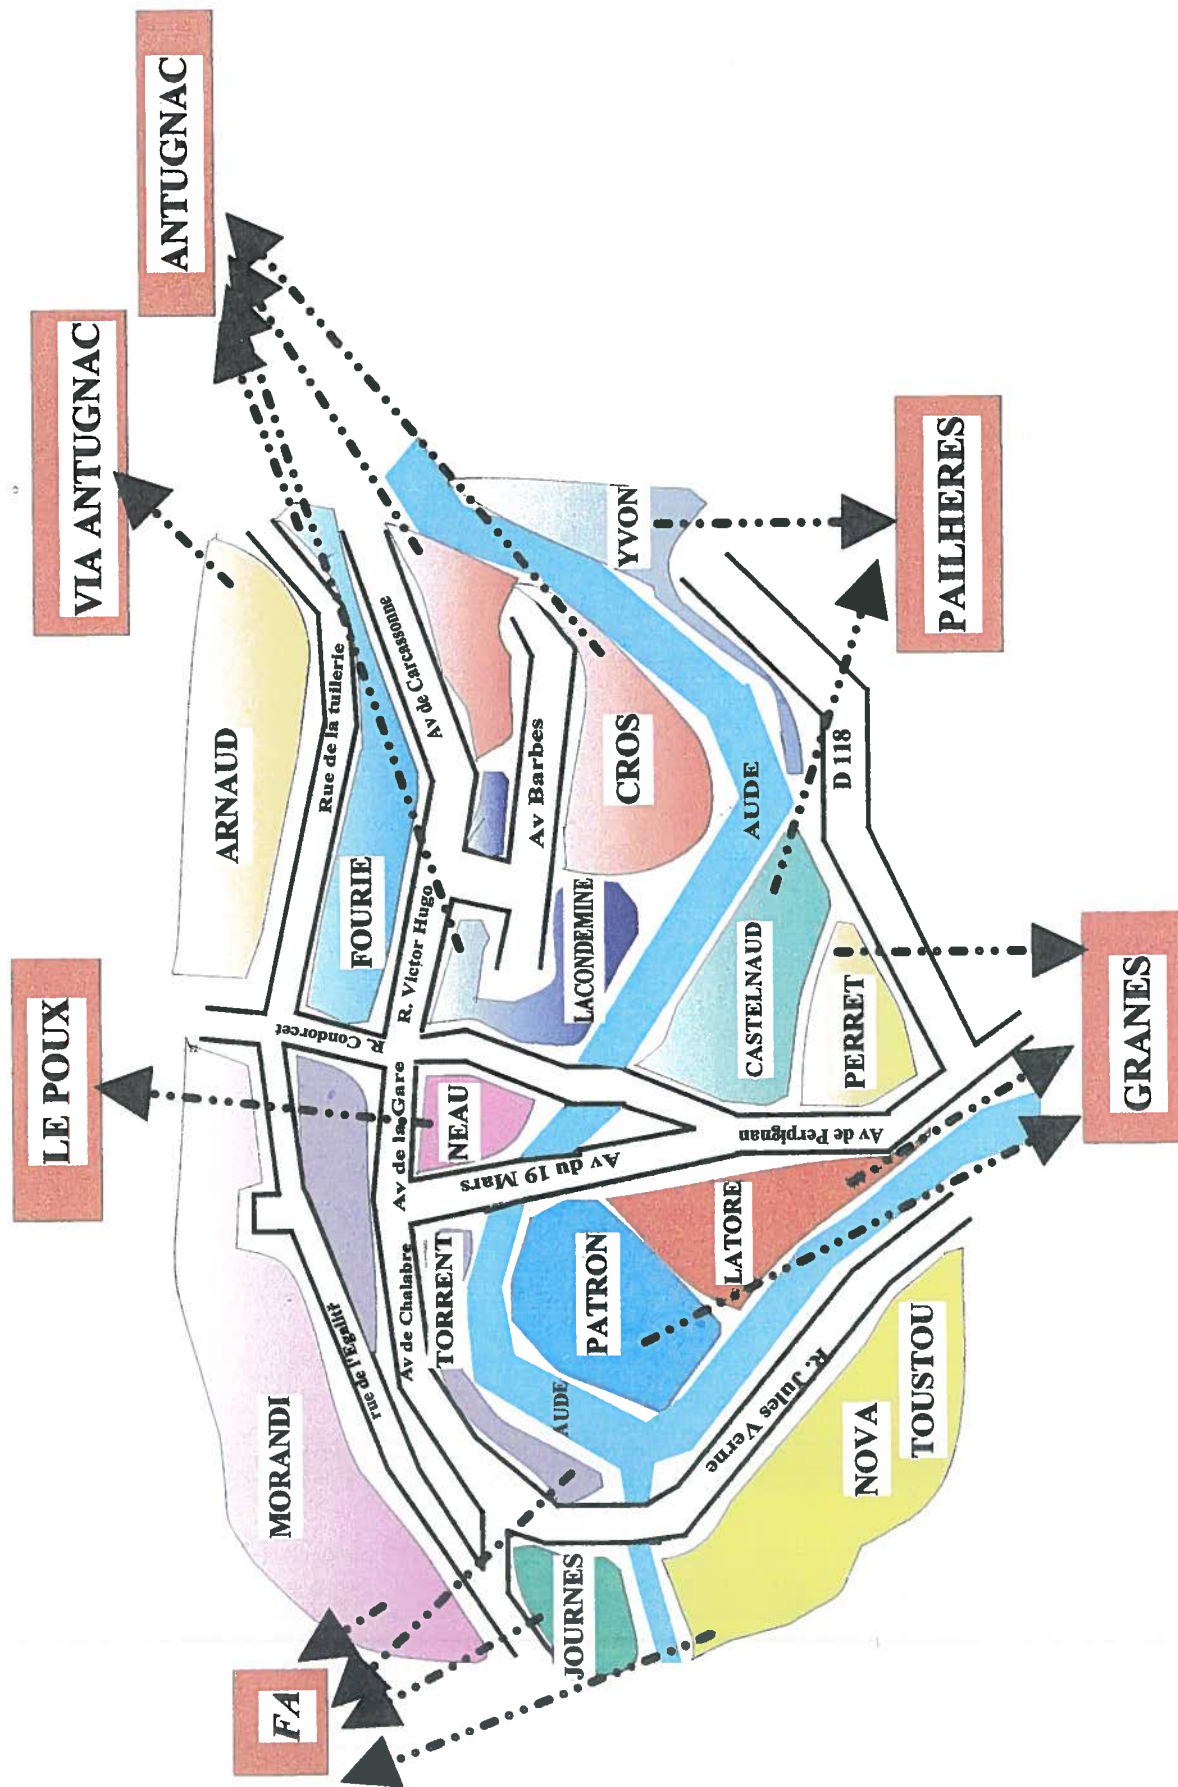 LE POUX
VIA ANTUGNAC
ANTUGNAC
FA
MORANDI
ARNAUD
rue de l'Egalité
R. Condorcet
Rue de la tuilerie
FOURIE
Av de Carcassonne
Av de Chalabre
Av de la Gare
R. Victor Hugo
TORRENT
NEAU
Av Barbes
JOURNES
AUDE
Av du 19 Mars
LACONDEMINE
CROS
YVON
PATRON
LATORE
CASTELNAUD
AUDE
R. Jules Verne
Av de Perpignan
PERRET
D 118
NOVA
TOUSTOU
GRANES
PAILHERES